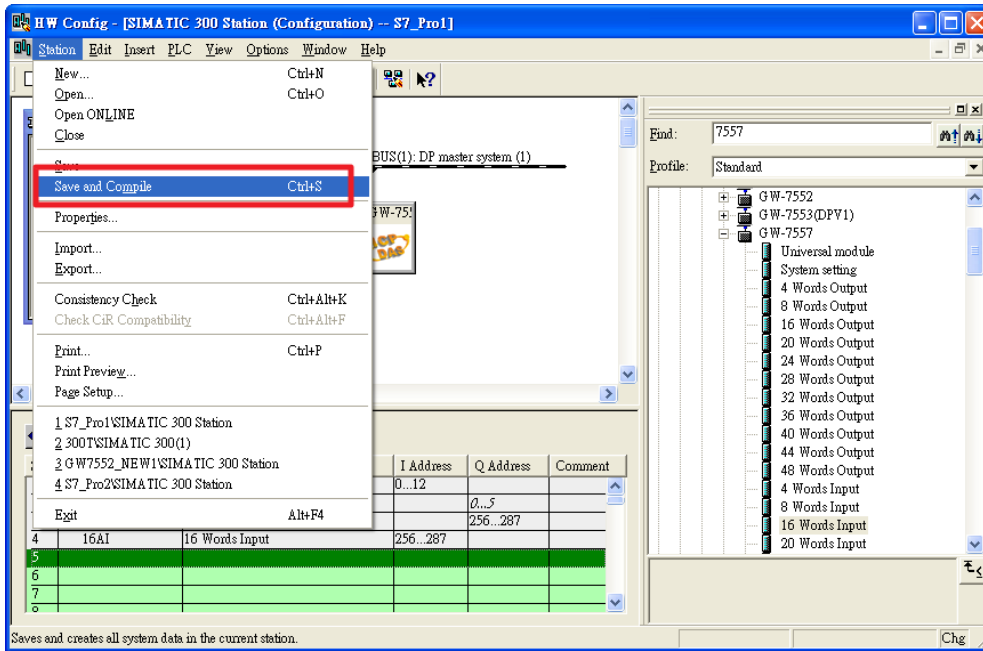 HW Config - [SIMATIC 300 Station (Configuration) -- S7_Pro1]
Station Edit Insert PLC View Options Window Help
New... Ctrl+N
Open... Ctrl+O
Open ONLINE
Close
Save
Save and Compile Ctrl+S
Properties...
Import...
Export...
Consistency Check Ctrl+Alt+K
Check CiR Compatibility Ctrl+Alt+F
Print... Ctrl+P
Print Preview...
Page Setup...
1 S7_Pro1\SIMATIC 300 Station
2 300T\SIMATIC 300(1)
3 GW7552_NEW1\SIMATIC 300 Station
4 S7_Pro2\SIMATIC 300 Station
Exit Alt+F4
BUS(1): DP master system (1)
GW-755
ICP
DAS
Find: 7557
Profile: Standard
GW-7552
GW-7553(DPV1)
GW-7557
Universal module
System setting
4 Words Output
8 Words Output
16 Words Output
20 Words Output
24 Words Output
28 Words Output
32 Words Output
36 Words Output
40 Words Output
44 Words Output
48 Words Output
4 Words Input
8 Words Input
16 Words Input
20 Words Input
I Address Q Address Comment
0...12
0...5
256...287
4 16AI 16 Words Input 256...287
5
6
7
Saves and creates all system data in the current station.
Chg